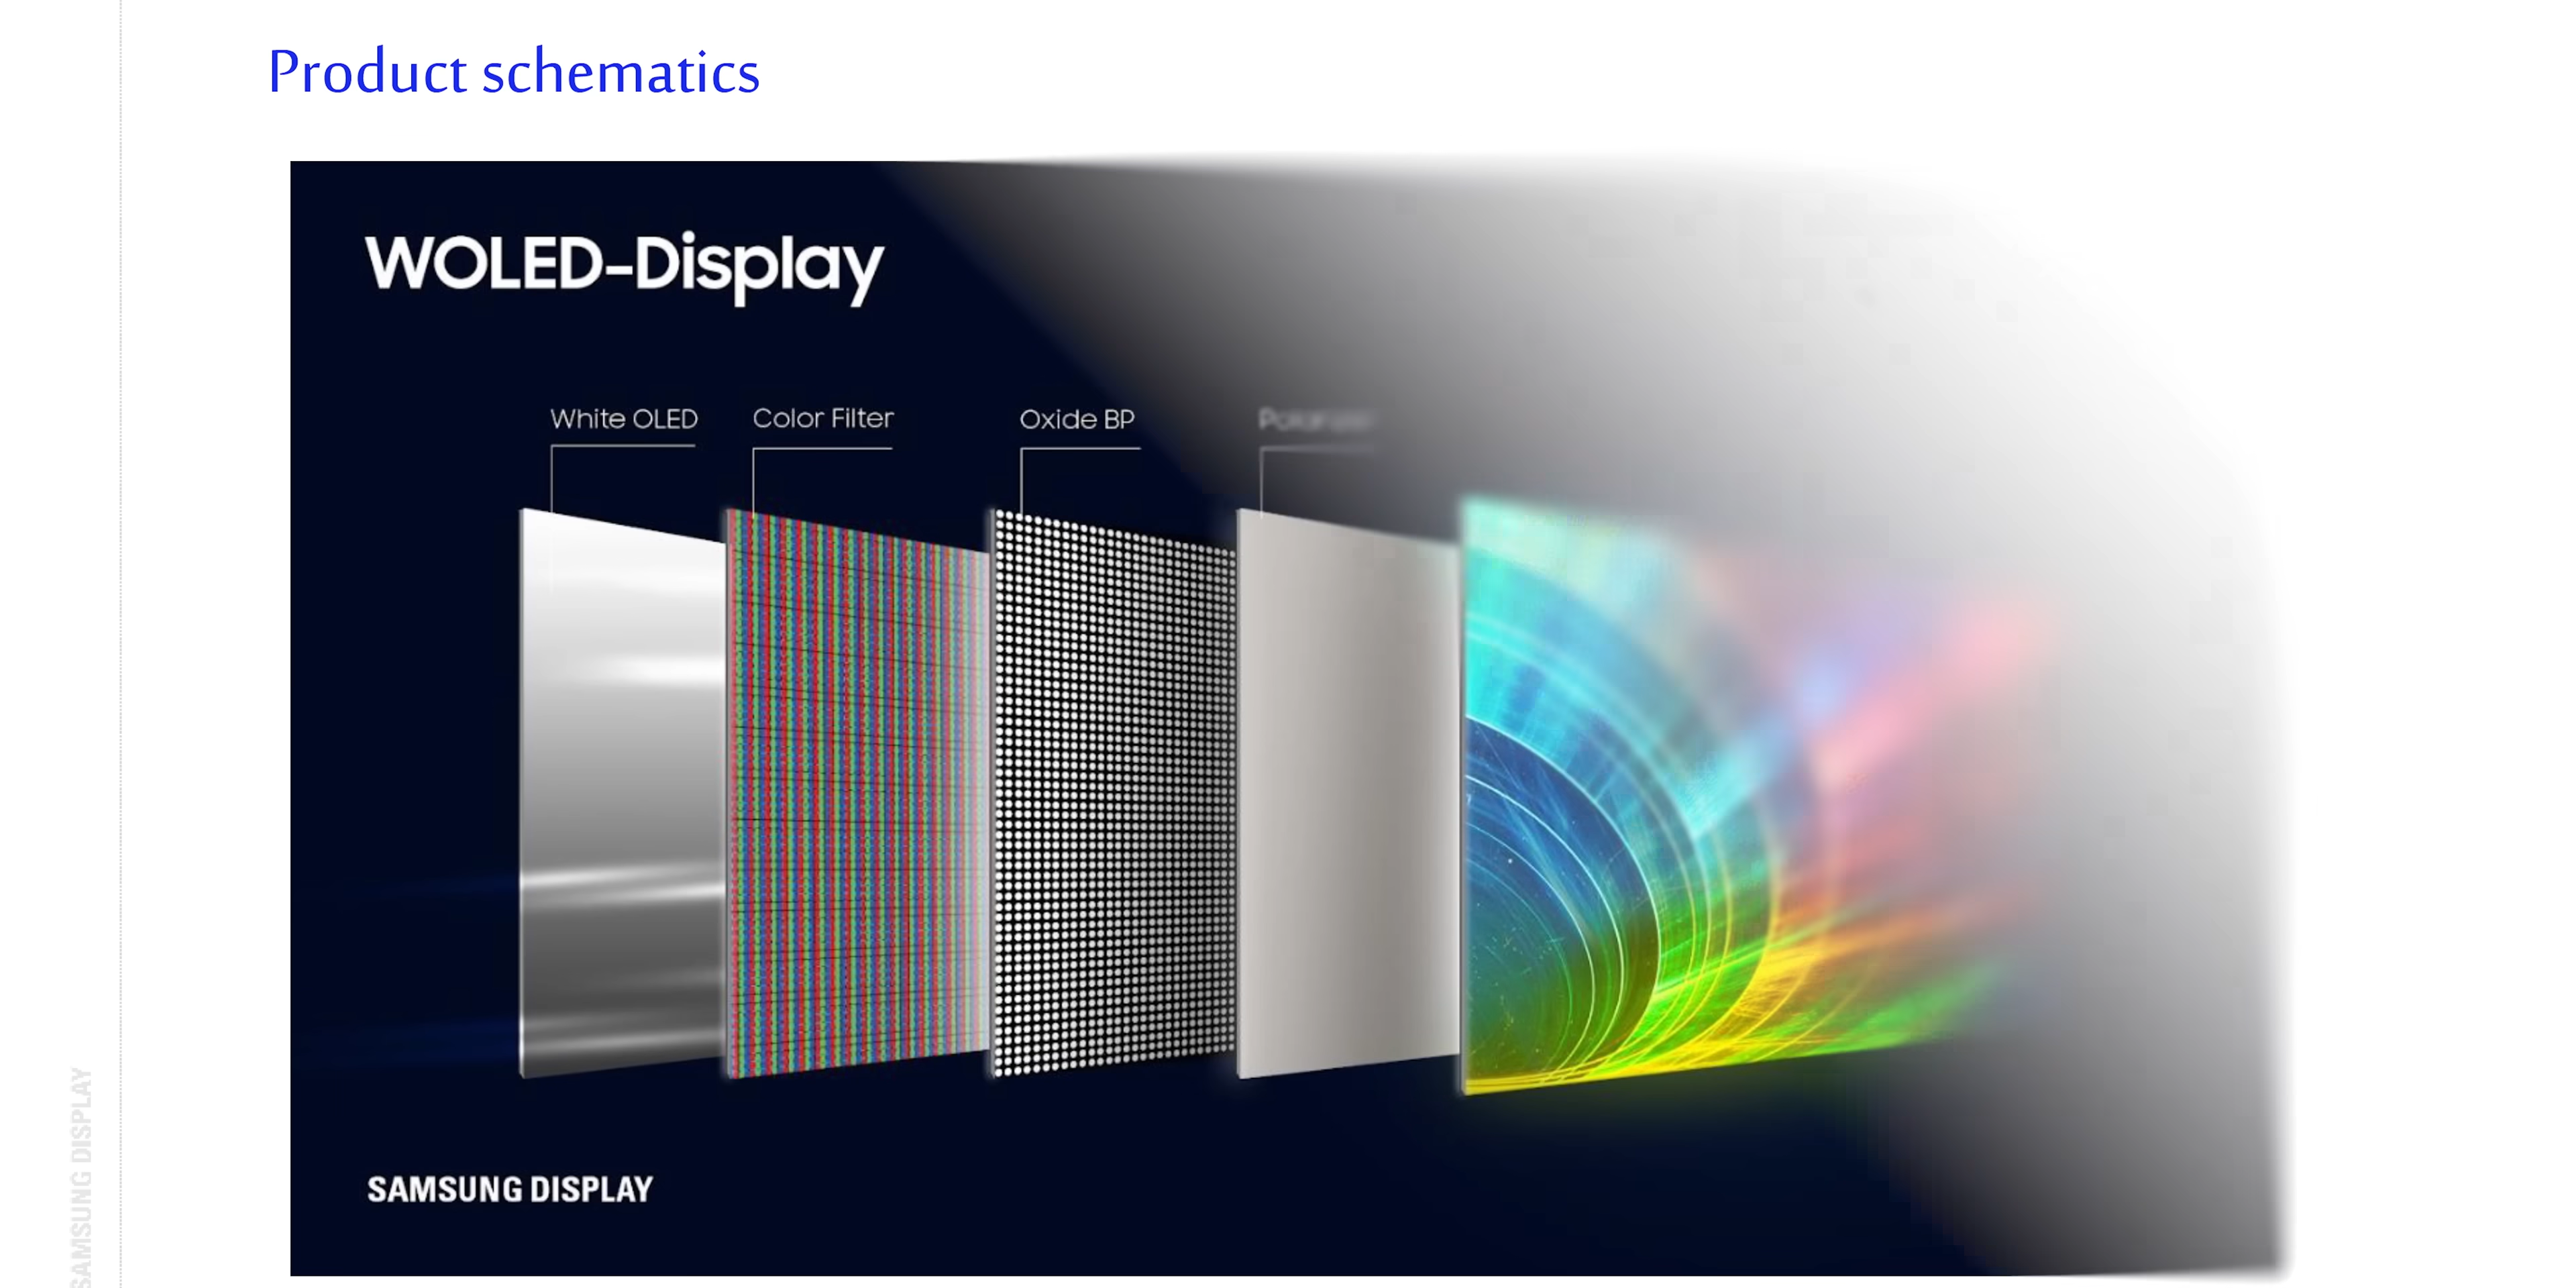 Product schematics
WOLED-Display
White OLED
Color Filter
Oxide BP
SAMSUNG DISPLAY
SAMSUNG DISPLAY